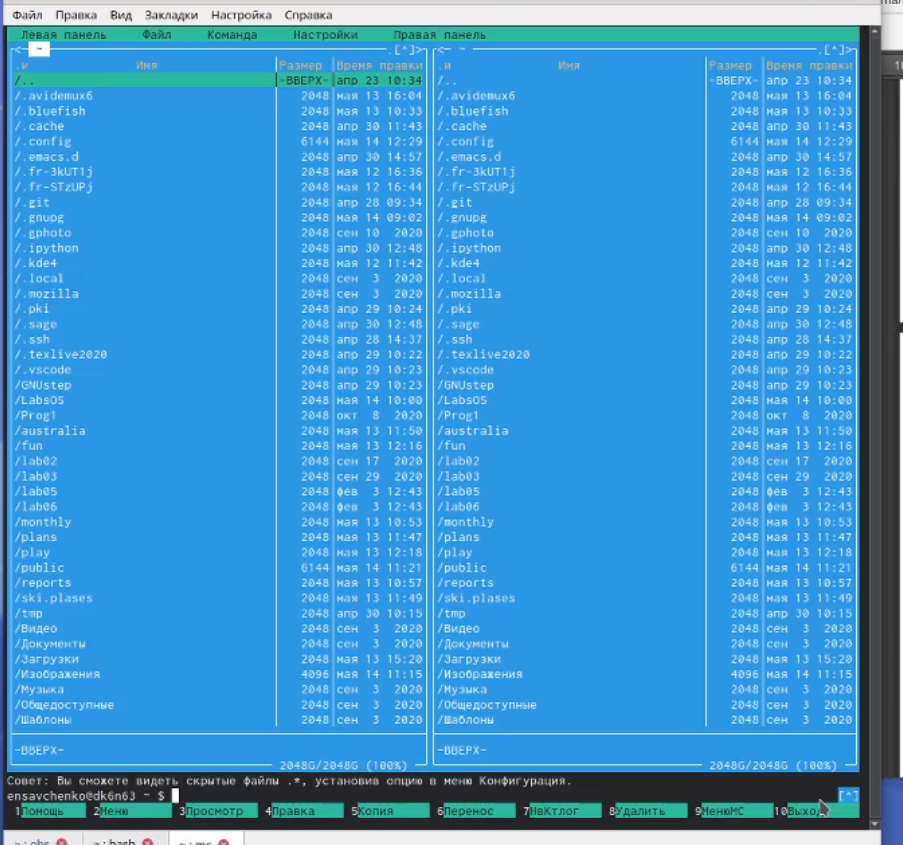 Файл Правка Вид Закладки Настройка Справка
Левая панель Файл Команда Настройки Правая панель
<─ ~ .[^]> <─ ~ .[^]>
.и Имя Размер Время правки .и Имя Размер Время правки
/.. -ВВЕРХ- апр 23 10:34 /.. -ВВЕРХ- апр 23 10:34
/.avidemux6 2048 мая 13 16:04 /.avidemux6 2048 мая 13 16:04
/.bluefish 2048 мая 13 10:33 /.bluefish 2048 мая 13 10:33
/.cache 2048 апр 30 11:43 /.cache 2048 апр 30 11:43
/.config 6144 мая 14 12:29 /.config 6144 мая 14 12:29
/.emacs.d 2048 апр 30 14:57 /.emacs.d 2048 апр 30 14:57
/.fr-3kUT1j 2048 мая 12 16:36 /.fr-3kUT1j 2048 мая 12 16:36
/.fr-STzUPj 2048 мая 12 16:44 /.fr-STzUPj 2048 мая 12 16:44
/.git 2048 апр 28 09:34 /.git 2048 апр 28 09:34
/.gnupg 2048 мая 14 09:02 /.gnupg 2048 мая 14 09:02
/.gphoto 2048 сен 10 2020 /.gphoto 2048 сен 10 2020
/.ipython 2048 апр 30 12:48 /.ipython 2048 апр 30 12:48
/.kde4 2048 мая 12 11:42 /.kde4 2048 мая 12 11:42
/.local 2048 сен 3 2020 /.local 2048 сен 3 2020
/.mozilla 2048 сен 3 2020 /.mozilla 2048 сен 3 2020
/.pki 2048 апр 29 10:24 /.pki 2048 апр 29 10:24
/.sage 2048 апр 30 12:48 /.sage 2048 апр 30 12:48
/.ssh 2048 апр 28 14:37 /.ssh 2048 апр 28 14:37
/.texlive2020 2048 апр 29 10:22 /.texlive2020 2048 апр 29 10:22
/.vscode 2048 апр 29 10:23 /.vscode 2048 апр 29 10:23
/GNUstep 2048 апр 29 10:23 /GNUstep 2048 апр 29 10:23
/LabsOS 2048 мая 14 10:00 /LabsOS 2048 мая 14 10:00
/Prog1 2048 окт 8 2020 /Prog1 2048 окт 8 2020
/australia 2048 мая 13 11:50 /australia 2048 мая 13 11:50
/fun 2048 мая 13 12:16 /fun 2048 мая 13 12:16
/lab02 2048 сен 17 2020 /lab02 2048 сен 17 2020
/lab03 2048 сен 29 2020 /lab03 2048 сен 29 2020
/lab05 2048 фев 3 12:43 /lab05 2048 фев 3 12:43
/lab06 2048 фев 3 12:43 /lab06 2048 фев 3 12:43
/monthly 2048 мая 13 10:53 /monthly 2048 мая 13 10:53
/plans 2048 мая 13 11:47 /plans 2048 мая 13 11:47
/play 2048 мая 13 12:18 /play 2048 мая 13 12:18
/public 6144 мая 14 11:21 /public 6144 мая 14 11:21
/reports 2048 мая 13 10:57 /reports 2048 мая 13 10:57
/ski.plases 2048 мая 13 11:49 /ski.plases 2048 мая 13 11:49
/tmp 2048 апр 30 10:15 /tmp 2048 апр 30 10:15
/Видео 2048 сен 3 2020 /Видео 2048 сен 3 2020
/Документы 2048 сен 3 2020 /Документы 2048 сен 3 2020
/Загрузки 2048 мая 13 15:20 /Загрузки 2048 мая 13 15:20
/Изображения 4096 мая 14 11:15 /Изображения 4096 мая 14 11:15
/Музыка 2048 сен 3 2020 /Музыка 2048 сен 3 2020
/Общедоступные 2048 сен 3 2020 /Общедоступные 2048 сен 3 2020
/Шаблоны 2048 сен 3 2020 /Шаблоны 2048 сен 3 2020
-ВВЕРХ- -ВВЕРХ-
2048G/2048G (100%) 2048G/2048G (100%)
Совет: Вы сможете видеть скрытые файлы .*, установив опцию в меню Конфигурация.
ensavchenko@dk6n63 ~ $ [^]
1Помощь 2Меню 3Просмотр 4Правка 5Копия 6Перенос 7НвКтлог 8Удалить 9МенюMC 10Выход